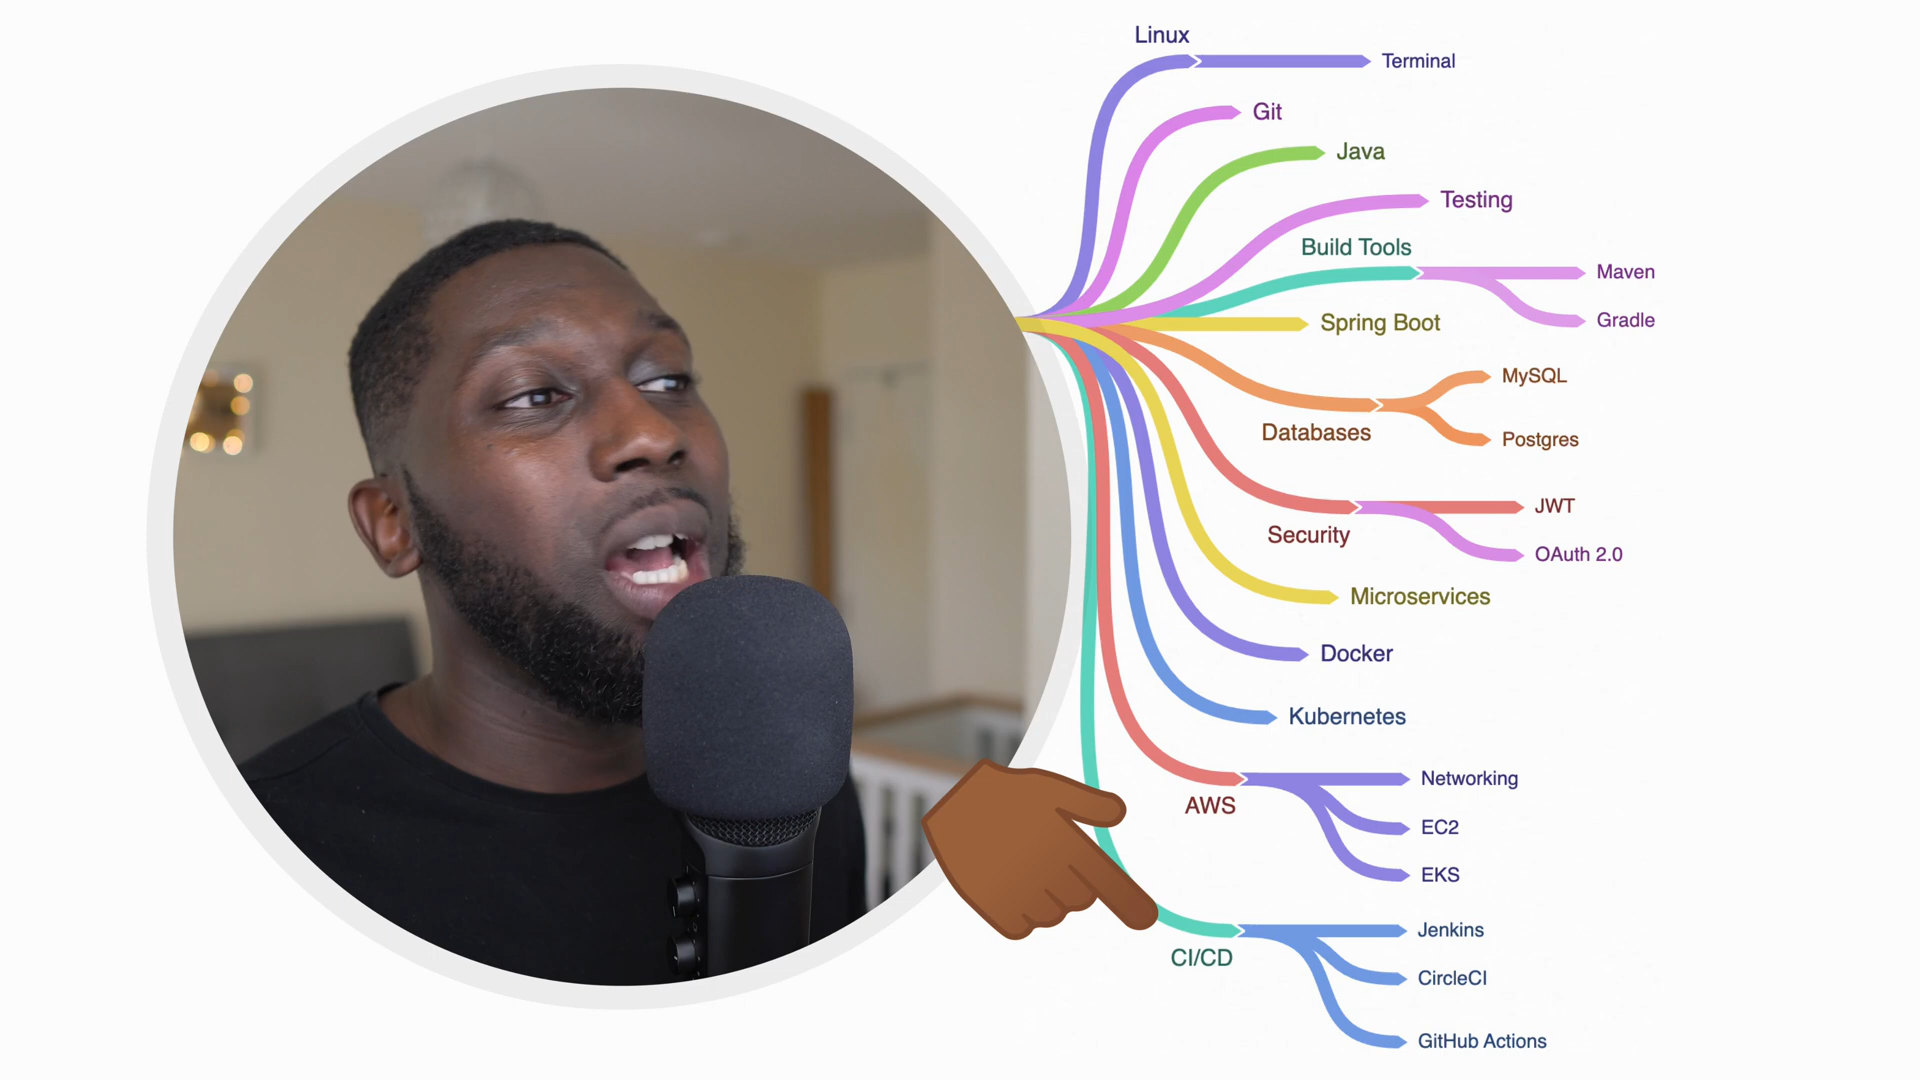 Linux
Terminal
Git
Java
Testing
Build Tools
Maven
Gradle
Spring Boot
MySQL
Databases
Postgres
JWT
Security
OAuth 2.0
Microservices
Docker
Kubernetes
Networking
AWS
EC2
EKS
Jenkins
CI/CD
CircleCI
GitHub Actions